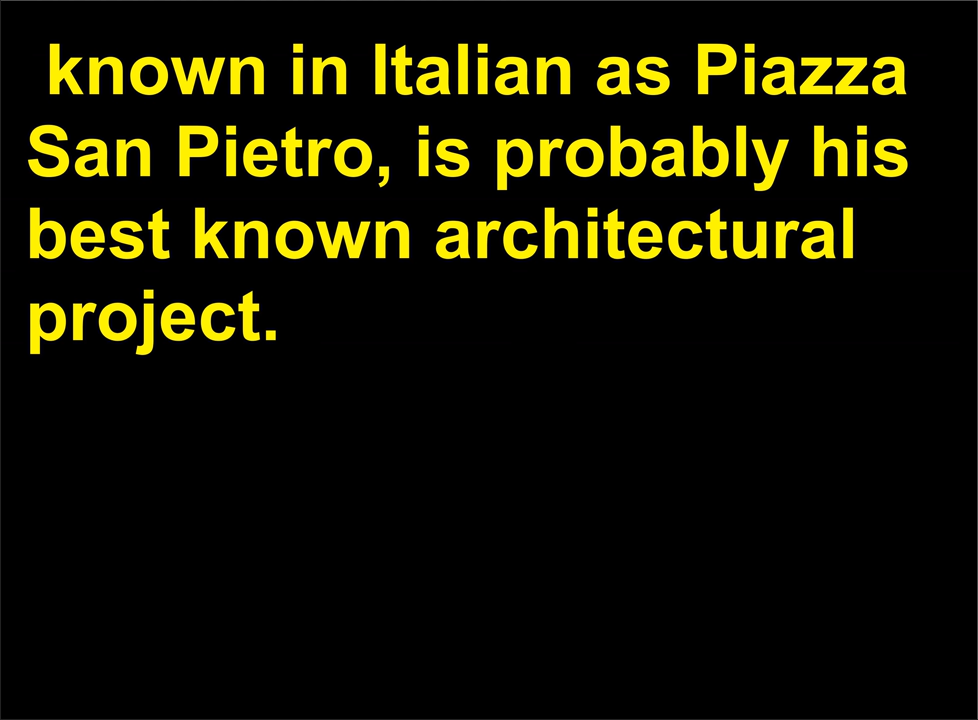 known in Italian as Piazza
San Pietro, is probably his
best known architectural
project.